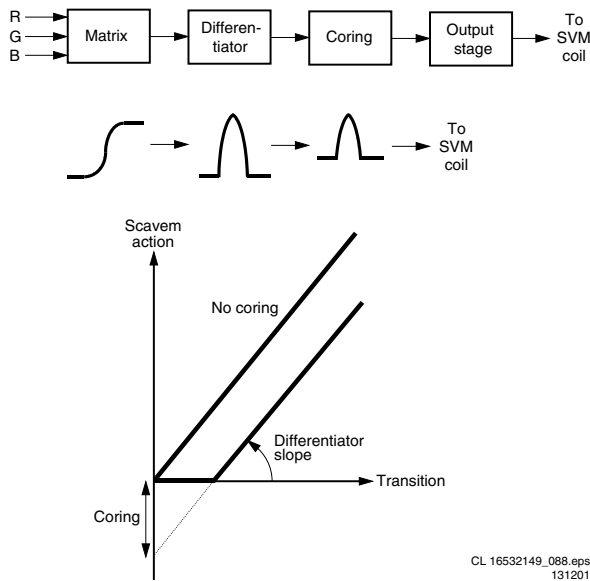 R
G
B
Matrix
Differen-
tiator
Coring
Output
stage
To
SVM
coil
To
SVM
coil
Scavem
action
No coring
Differentiator
slope
Transition
Coring
CL 16532149_088.eps
131201